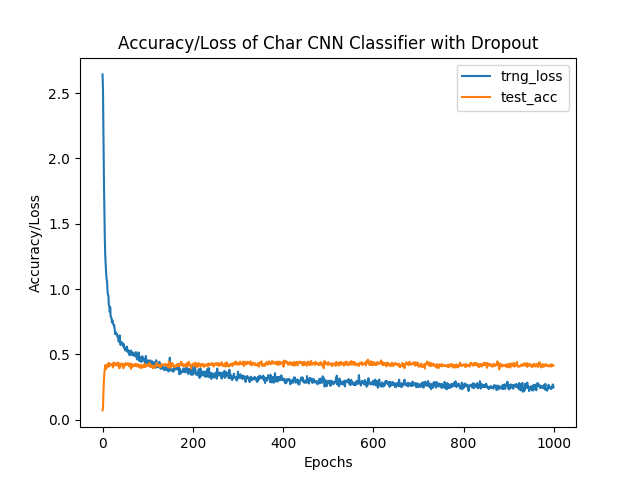 Accuracy/Loss of Char CNN Classifier with Dropout
trng_loss
test_acc
2.5
2.0
1.5
1.0
0.5
0.0
Accuracy/Loss
0 200 400 600 800 1000
Epochs